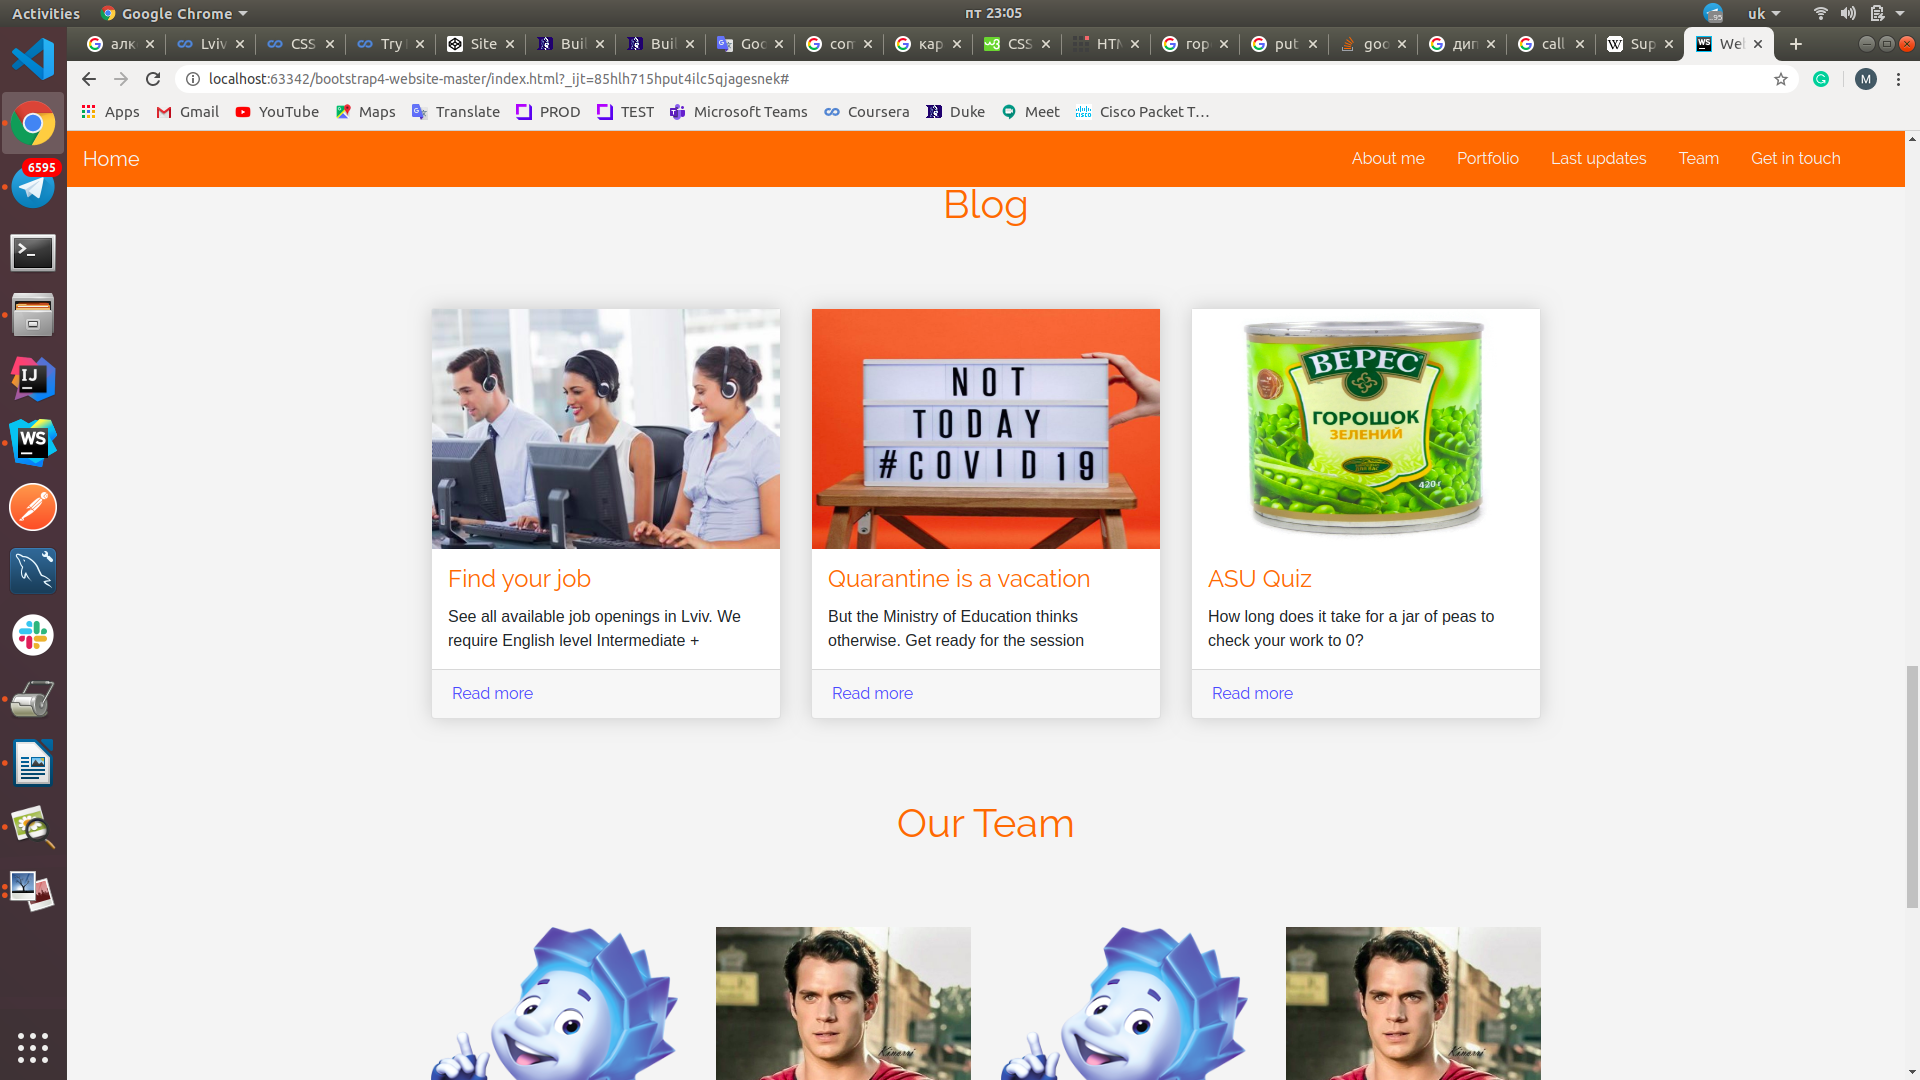 Activities
Google Chrome
пт 23:05
95
uk
алк
Lviv
CSS
Try I
Site
Buil
Buil
Goo
con
кар
CSS
HTM
гор
put
goo
дип
call
Sup
Wel
localhost:63342/bootstrap4-website-master/index.html?_ijt=85hlh715hput4ilc5qjagesnek#
M
Apps
Gmail
YouTube
Maps
Translate
PROD
TEST
Microsoft Teams
Coursera
Duke
Meet
Cisco Packet T…
6595
IJ
WS
Home
About me
Portfolio
Last updates
Team
Get in touch
Blog
NOT
TODAY
#COVID19
ВЕРЕС
ГОРОШОК
ЗЕЛЕНИЙ
420 г
Find your job
See all available job openings in Lviv. We
require English level Intermediate +
Read more
Quarantine is a vacation
But the Ministry of Education thinks
otherwise. Get ready for the session
Read more
ASU Quiz
How long does it take for a jar of peas to
check your work to 0?
Read more
Our Team